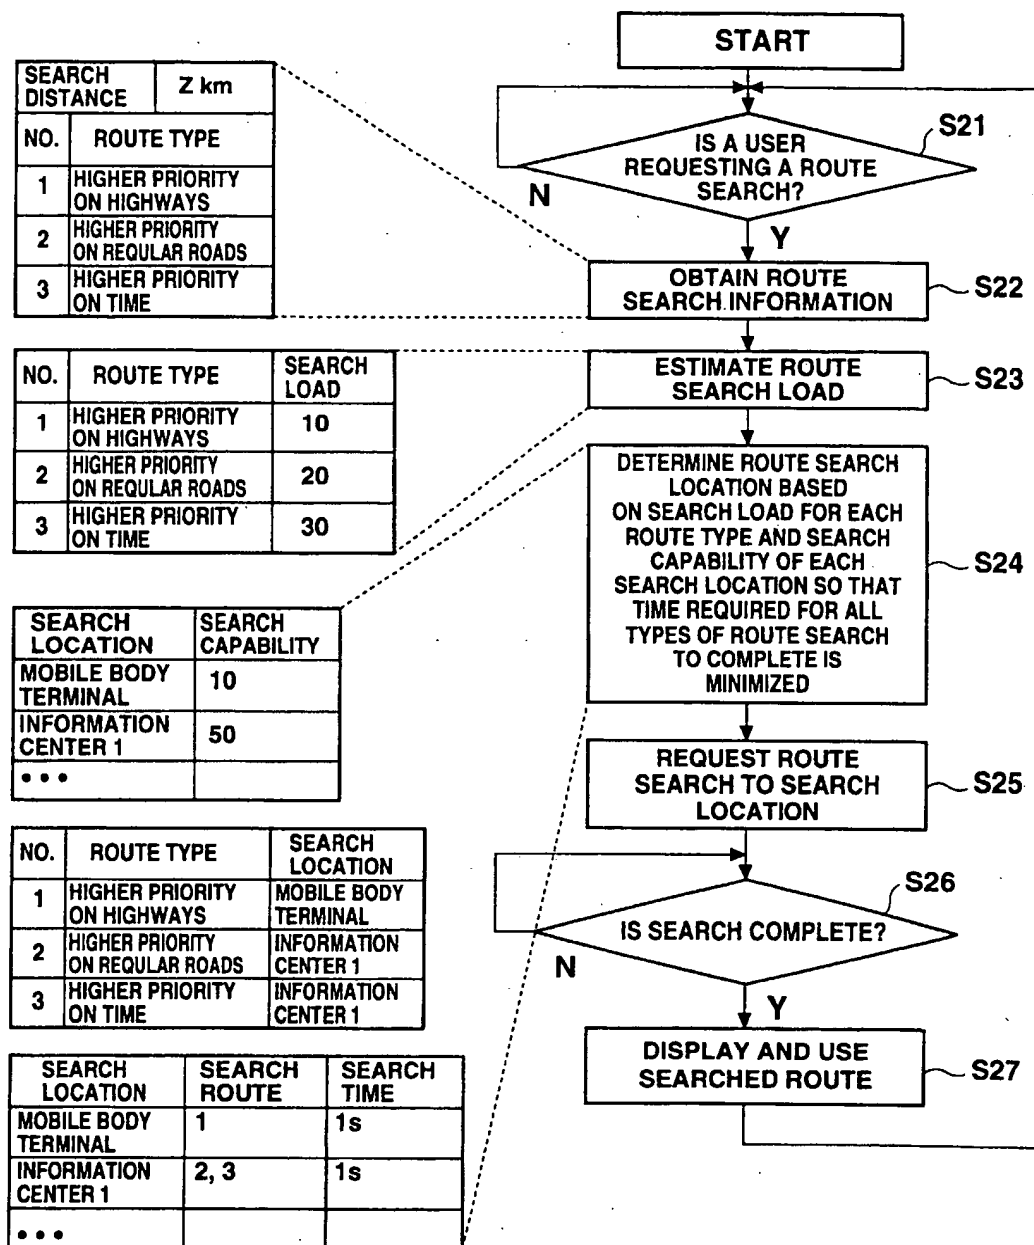 START
IS A USER
REQUESTING A ROUTE
SEARCH?
S21
N
Y
OBTAIN ROUTE
SEARCH INFORMATION
S22
ESTIMATE ROUTE
SEARCH LOAD
S23
DETERMINE ROUTE SEARCH
LOCATION BASED
ON SEARCH LOAD FOR EACH
ROUTE TYPE AND SEARCH
CAPABILITY OF EACH
SEARCH LOCATION SO THAT
TIME REQUIRED FOR ALL
TYPES OF ROUTE SEARCH
TO COMPLETE IS
MINIMIZED
S24
REQUEST ROUTE
SEARCH TO SEARCH
LOCATION
S25
IS SEARCH COMPLETE?
S26
N
Y
DISPLAY AND USE
SEARCHED ROUTE
S27
SEARCH
DISTANCE
Z km
NO. ROUTE TYPE
1 HIGHER PRIORITY
ON HIGHWAYS
2 HIGHER PRIORITY
ON REQULAR ROADS
3 HIGHER PRIORITY
ON TIME
NO. ROUTE TYPE SEARCH
LOAD
1 HIGHER PRIORITY
ON HIGHWAYS
10
2 HIGHER PRIORITY
ON REQULAR ROADS
20
3 HIGHER PRIORITY
ON TIME
30
SEARCH
LOCATION
SEARCH
CAPABILITY
MOBILE BODY
TERMINAL
10
INFORMATION
CENTER 1
50
• • •
NO. ROUTE TYPE SEARCH
LOCATION
1 HIGHER PRIORITY
ON HIGHWAYS
MOBILE BODY
TERMINAL
2 HIGHER PRIORITY
ON REQULAR ROADS
INFORMATION
CENTER 1
3 HIGHER PRIORITY
ON TIME
INFORMATION
CENTER 1
SEARCH
LOCATION
SEARCH
ROUTE
SEARCH
TIME
MOBILE BODY
TERMINAL
1
1s
INFORMATION
CENTER 1
2, 3
1s
• • •